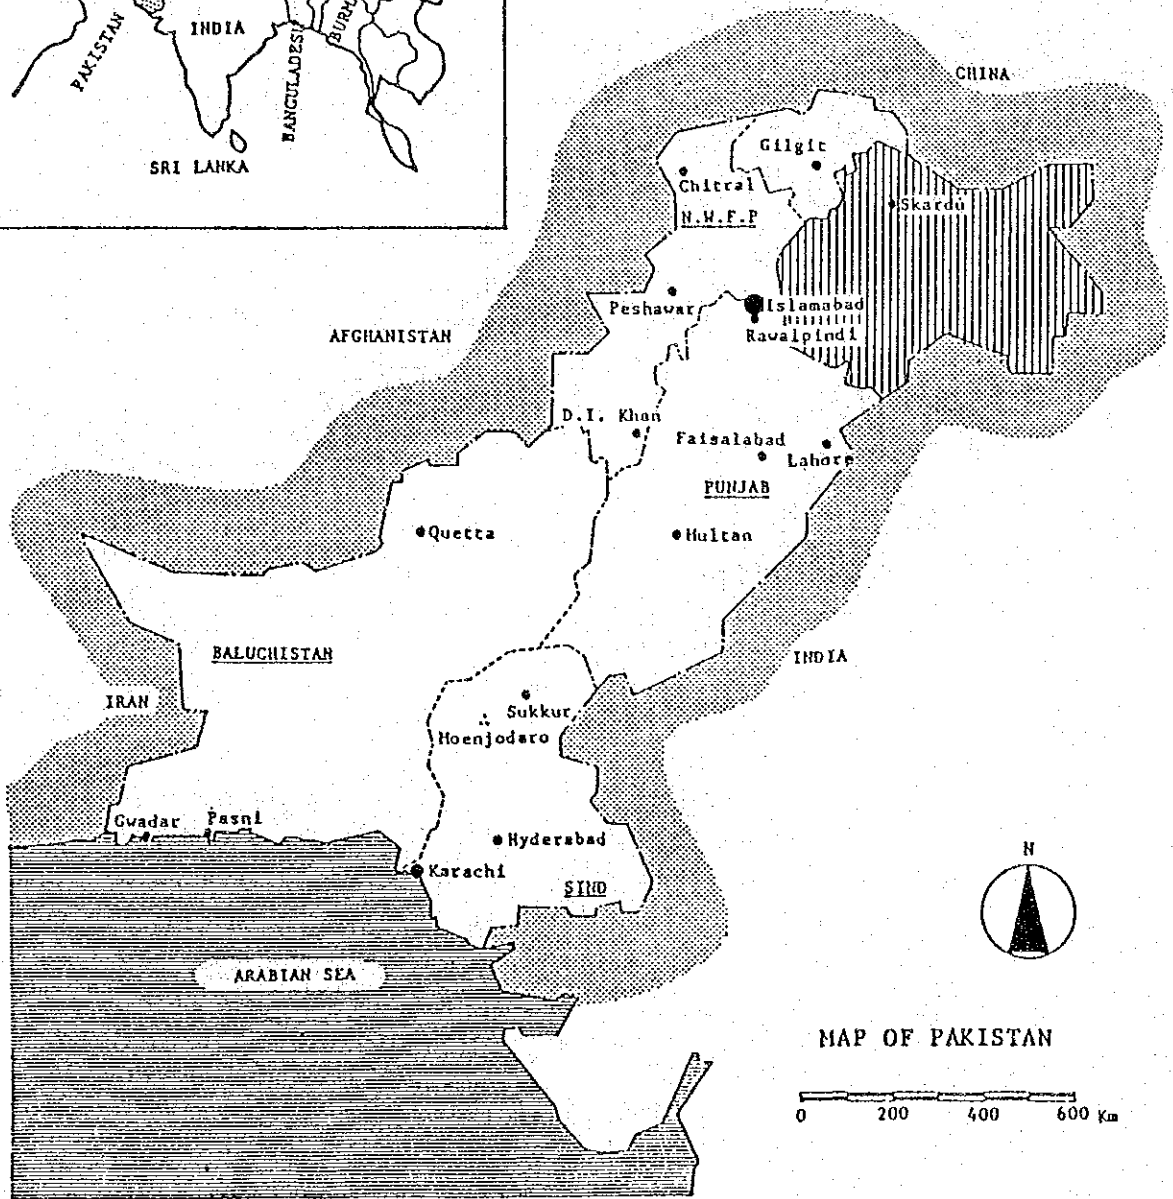 INDIA
PAKISTAN
BANGULADESU
BURM
SRI LANKA
CHINA
Gilgit
Chitral
Skardu
N.W.F.P
Peshawar
Islamabad
Rawalpindi
AFGHANISTAN
D.I. Khan
Faisalabad
Lahore
PUNJAB
Quetta
Multan
BALUCHISTAN
INDIA
IRAN
Sukkur
Moenjodaro
Gwadar
Pasni
Hyderabad
Karachi
SIND
N
ARABIAN SEA
MAP OF PAKISTAN
0 200 400 600 Km